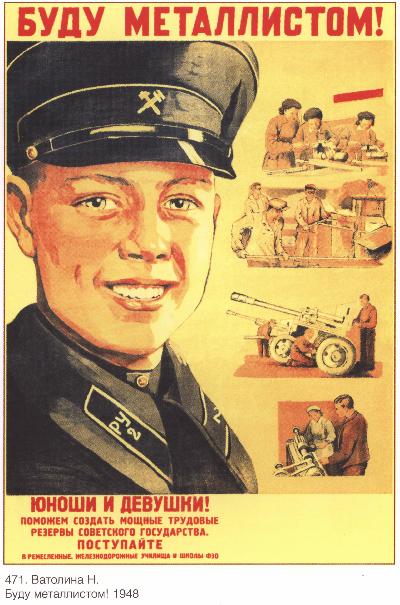 БУДУ МЕТАЛЛИСТОМ!
РУ
2
2
ЮНОШИ И ДЕВУШКИ!
ПОМОЖЕМ СОЗДАТЬ МОЩНЫЕ ТРУДОВЫЕ
РЕЗЕРВЫ СОВЕТСКОГО ГОСУДАРСТВА.
ПОСТУПАЙТЕ
В РЕМЕСЛЕННЫЕ, ЖЕЛЕЗНОДОРОЖНЫЕ УЧИЛИЩА И ШКОЛЫ ФЗО
471. Ватолина Н.
Буду металлистом! 1948